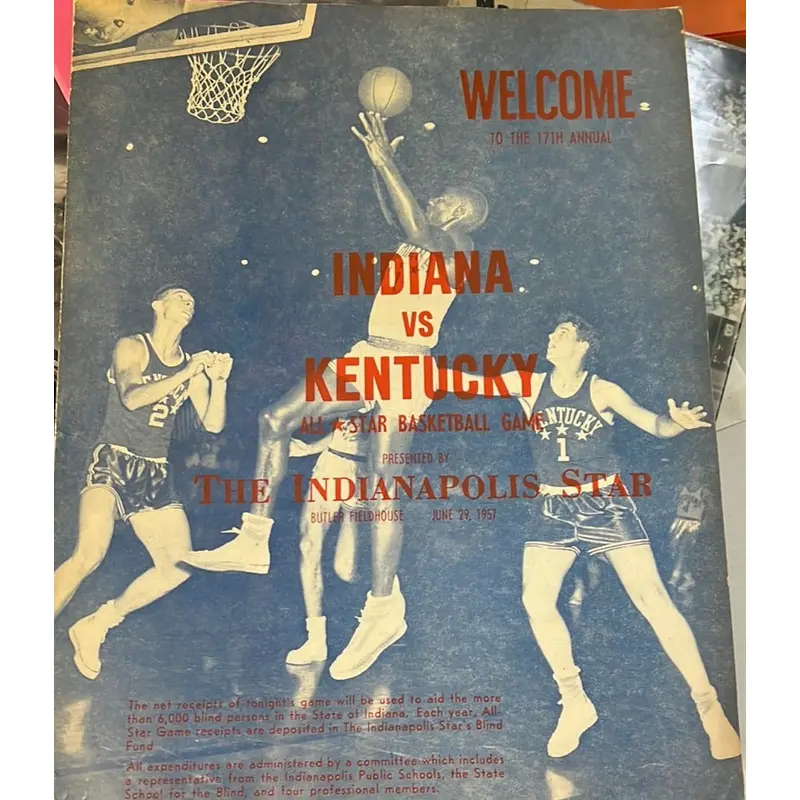 WELCOME
TO THE 17TH ANNUAL
INDIANA
VS
KENTUCKY
ALL ★ STAR BASKETBALL GAME
PRESENTED BY
THE INDIANAPOLIS STAR
BUTLER FIELDHOUSE JUNE 29, 1957
2
KENTUCKY
1
The net receipts of tonight's game will be used to aid the more
than 6,000 blind persons in the State of Indiana. Each year, All-
Star Game receipts are deposited in The Indianapolis Star's Blind
Fund
All expenditures are administered by a committee which includes
a representative from the Indianapolis Public Schools, the State
School for the Blind, and four professional members.